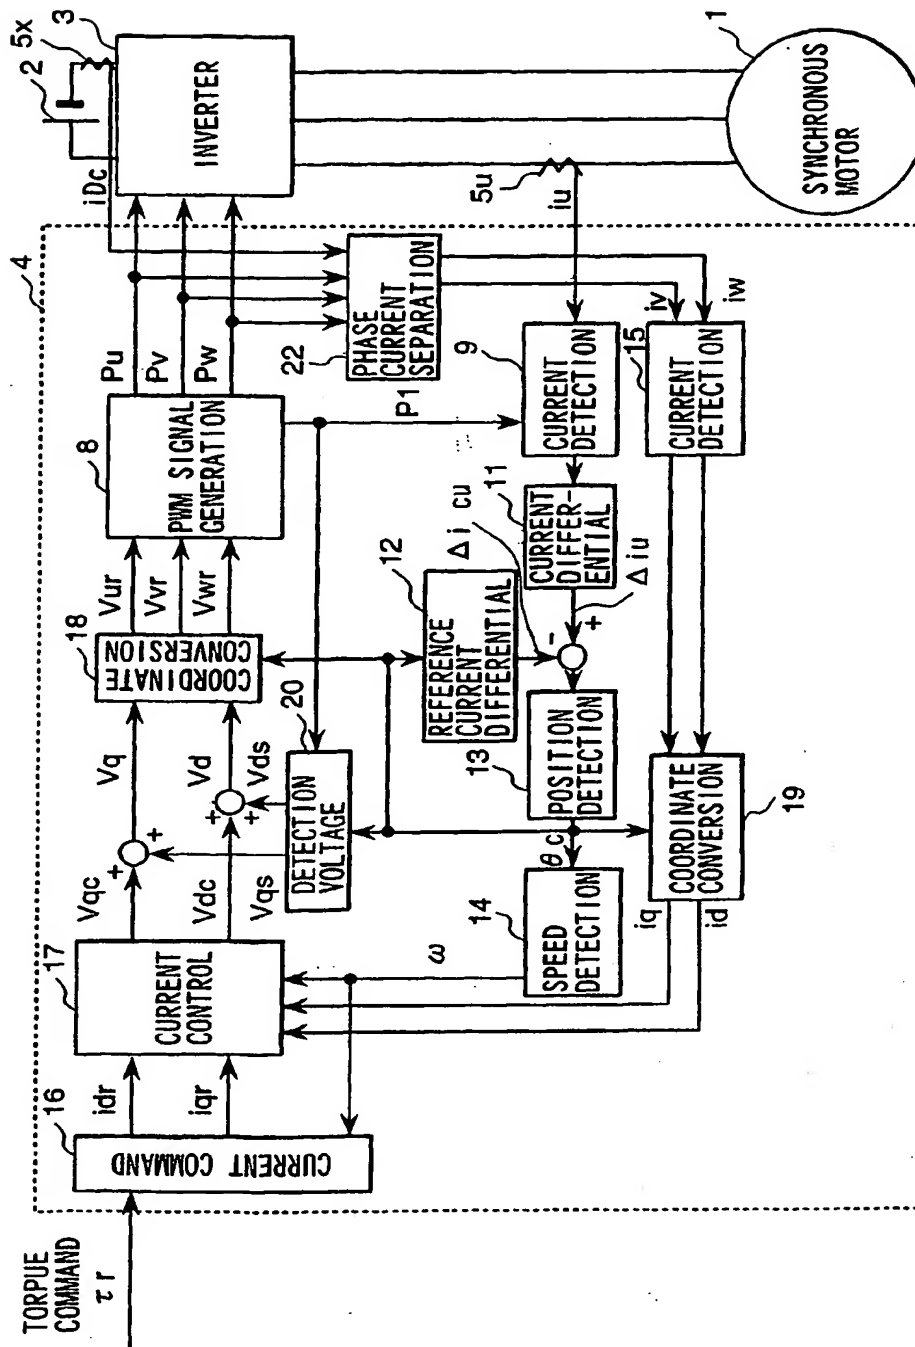 TORPUE
COMMAND
τr
16
CURRENT COMMAND
idr
iqr
17
CURRENT
CONTROL
Vqc
Vdc
Vqs
Vq
Vd
Vds
+
+
+
+
20
DETECTION
VOLTAGE
18
COORDINATE
CONVERSION
Vur
Vvr
Vwr
8
PWM SIGNAL
GENERATION
Pu
Pv
Pw
P1
4
iDc
2
5x
3
INVERTER
22
PHASE
CURRENT
SEPARATION
5u
iu
iv
iw
1
SYNCHRONOUS
MOTOR
9
CURRENT
DETECTION
15
CURRENT
DETECTION
11
CURRENT
DIFFER-
ENTIAL
Δicu
Δiu
-
+
12
REFERENCE
CURRENT
DIFFERENTIAL
13
POSITION
DETECTION
θc
14
SPEED
DETECTION
ω
19
COORDINATE
CONVERSION
iq
id